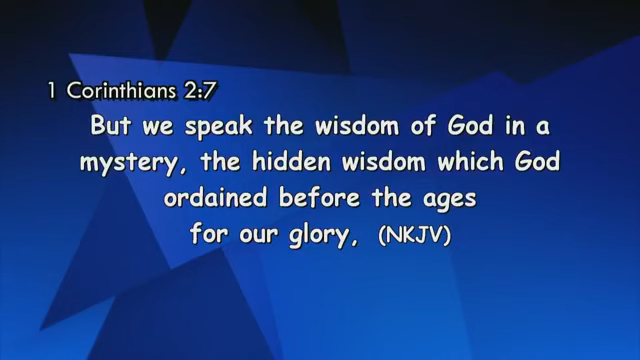 1 Corinthians 2:7
But we speak the wisdom of God in a
mystery, the hidden wisdom which God
ordained before the ages
for our glory, (NKJV)